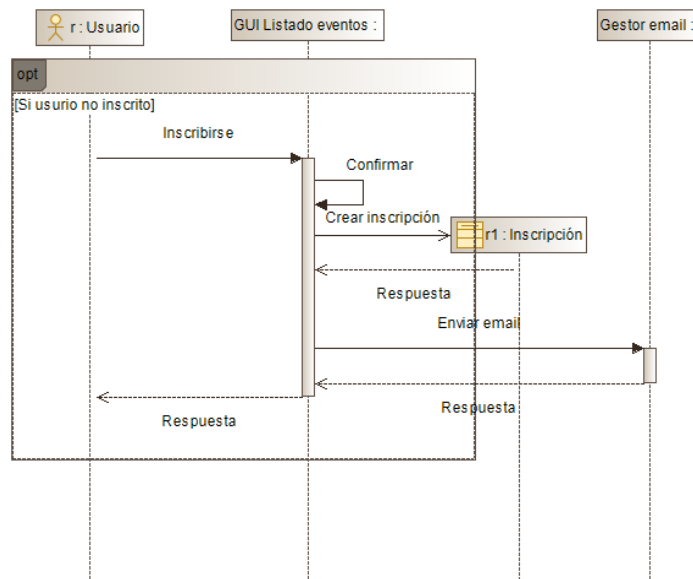 r : Usuario
GUI Listado eventos :
Gestor email :
opt
[Si usurio no inscrito]
Inscribirse
Confirmar
Crear inscripción
r1 : Inscripción
Respuesta
Enviar email
Respuesta
Respuesta